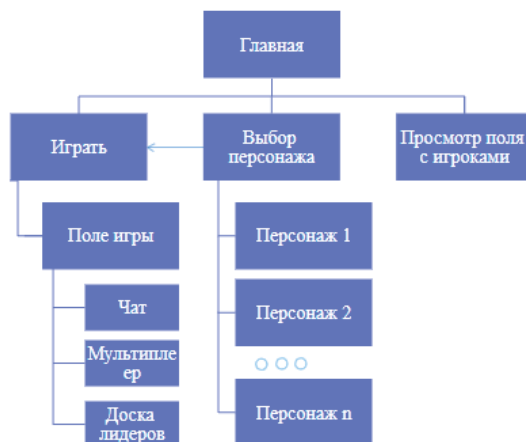 Главная
Играть
Выбор
персонажа
Просмотр поля
с игроками
Поле игры
Чат
Мультипле
ер
Доска
лидеров
Персонаж 1
Персонаж 2
Персонаж n